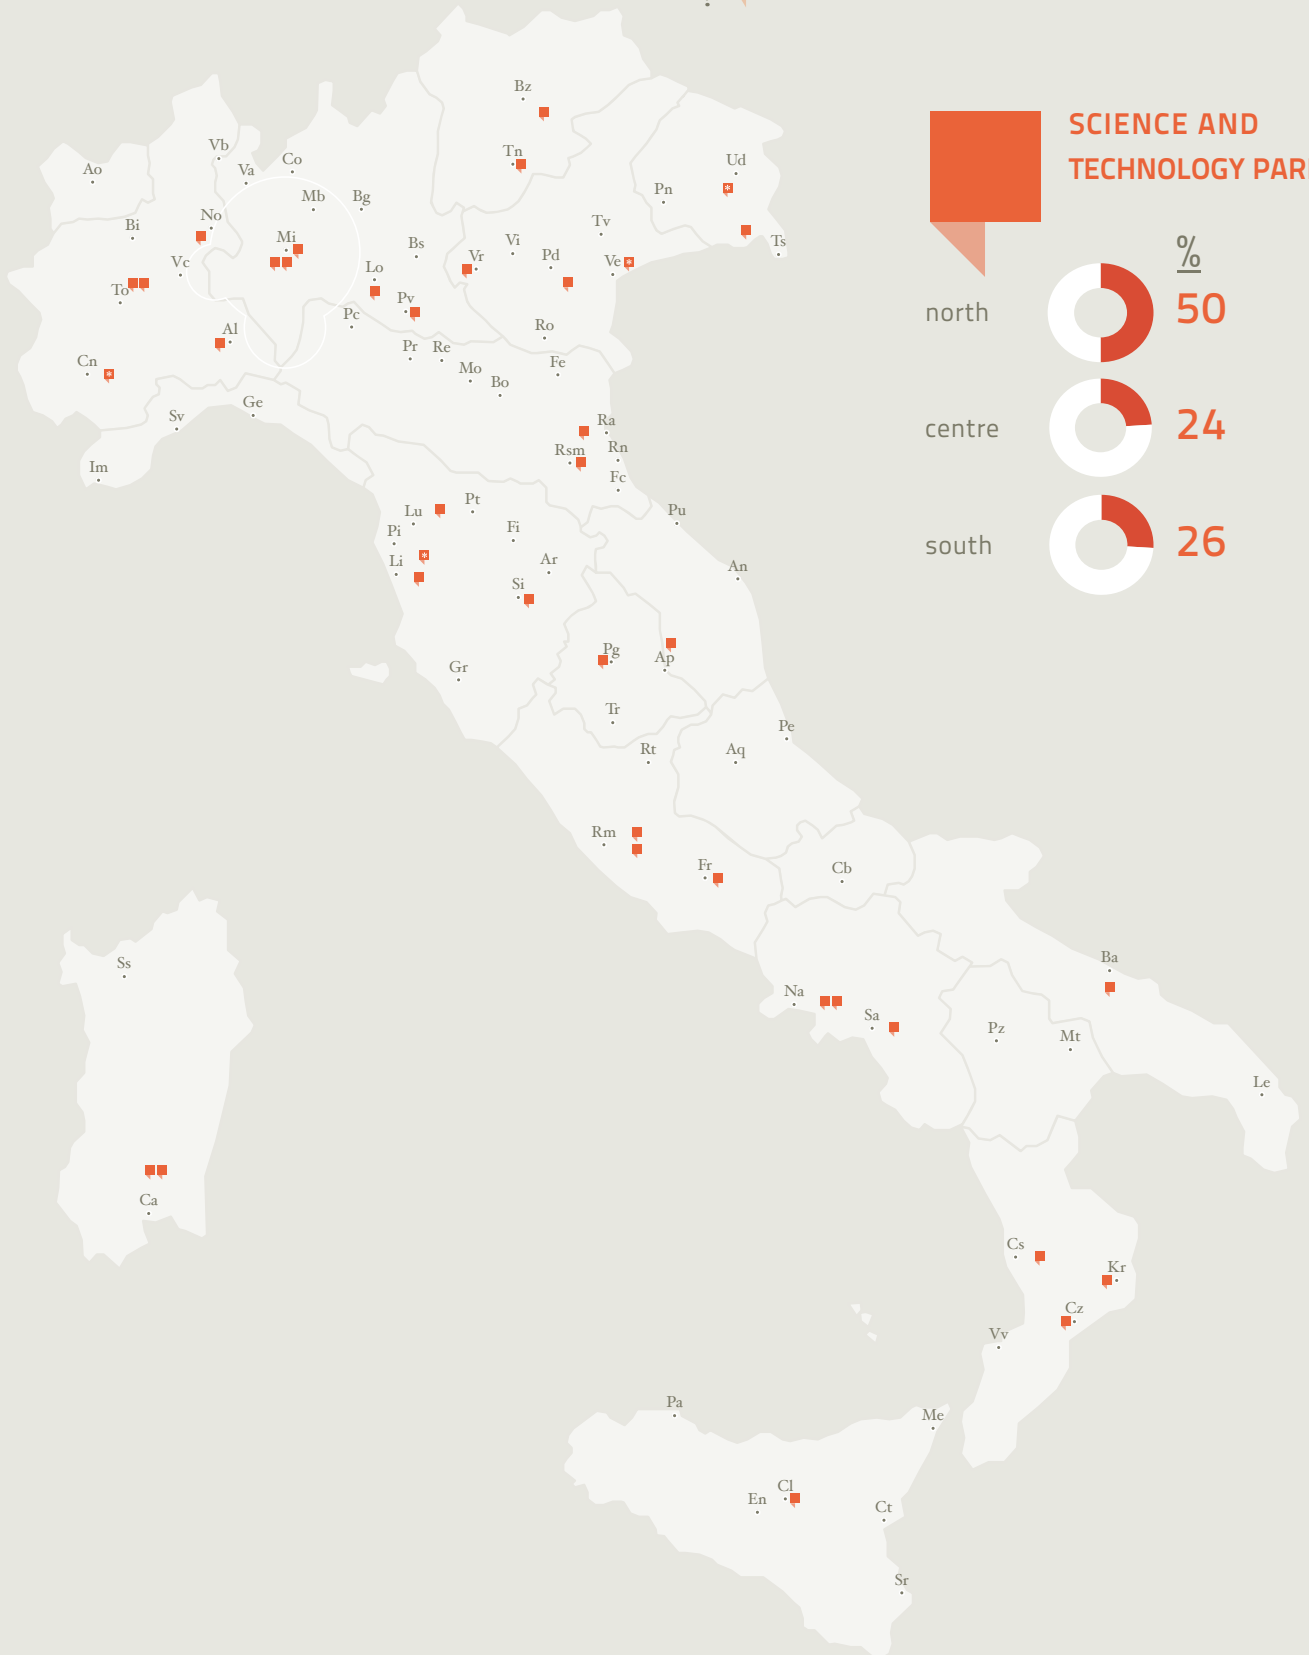 SCIENCE AND
TECHNOLOGY PAR
%
north 50
centre 24
south 26
Bz
Tn
Ud
Pn
Ts
Tv
Ve
Vb
Va
Co
Ao
Mb
Bg
No
Bi
Mi
Vc
Lo
Bs
Vr
Vi
Pd
To
Pv
Pc
Al
Ro
Cn
Pr
Re
Mo
Bo
Fe
Sv
Ge
Ra
Rsm
Rn
Im
Fc
Lu
Pt
Pi
Fi
Pu
Li
Ar
Si
An
Pg
Ap
Gr
Tr
Rt
Aq
Pe
Rm
Fr
Cb
Ss
Na
Sa
Ba
Pz
Mt
Le
Ca
Cs
Kr
Cz
Vv
Pa
Me
Cl
En
Ct
Sr